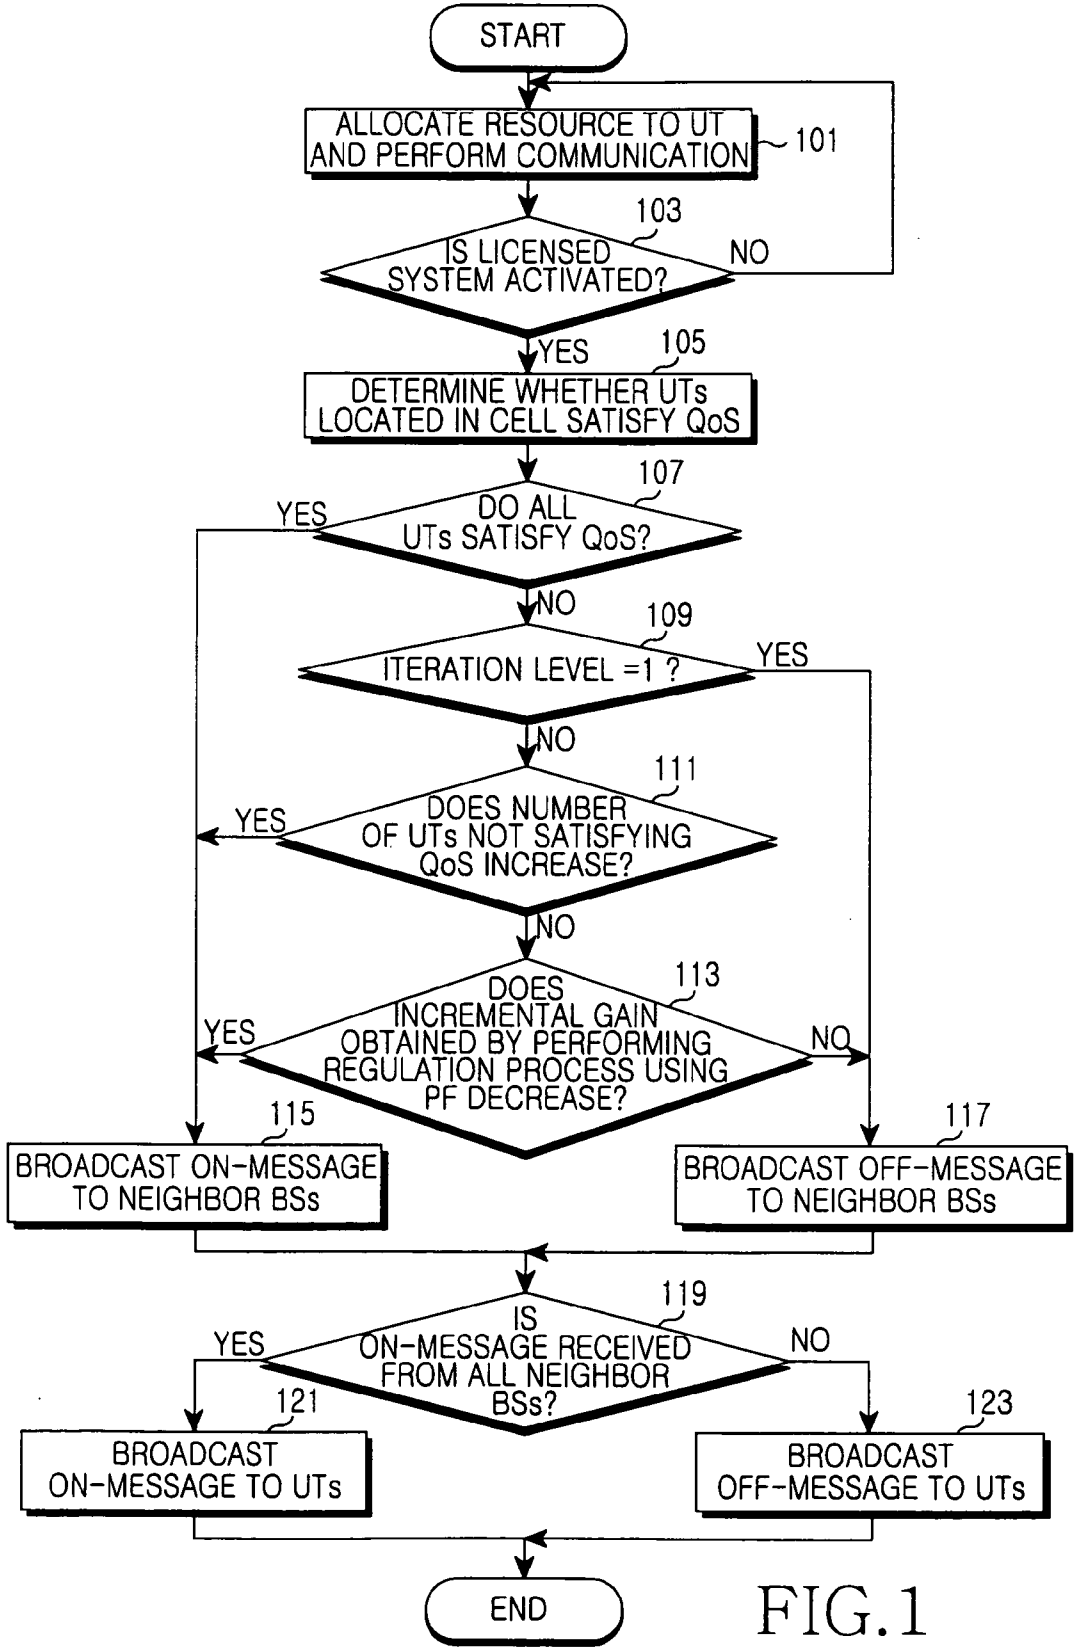 START
ALLOCATE RESOURCE TO UT
AND PERFORM COMMUNICATION
101
103
IS LICENSED
SYSTEM ACTIVATED?
NO
YES
105
DETERMINE WHETHER UTs
LOCATED IN CELL SATISFY QoS
107
YES
DO ALL
UTs SATISFY QoS?
NO
109
ITERATION LEVEL =1 ?
YES
NO
111
YES
DOES NUMBER
OF UTs NOT SATISFYING
QoS INCREASE?
NO
113
YES
DOES
INCREMENTAL GAIN
OBTAINED BY PERFORMING
REGULATION PROCESS USING
PF DECREASE?
NO
115
BROADCAST ON-MESSAGE
TO NEIGHBOR BSs
117
BROADCAST OFF-MESSAGE
TO NEIGHBOR BSs
119
YES
IS
ON-MESSAGE RECEIVED
FROM ALL NEIGHBOR
BSs?
NO
121
BROADCAST
ON-MESSAGE TO UTs
123
BROADCAST
OFF-MESSAGE TO UTs
END
FIG.1